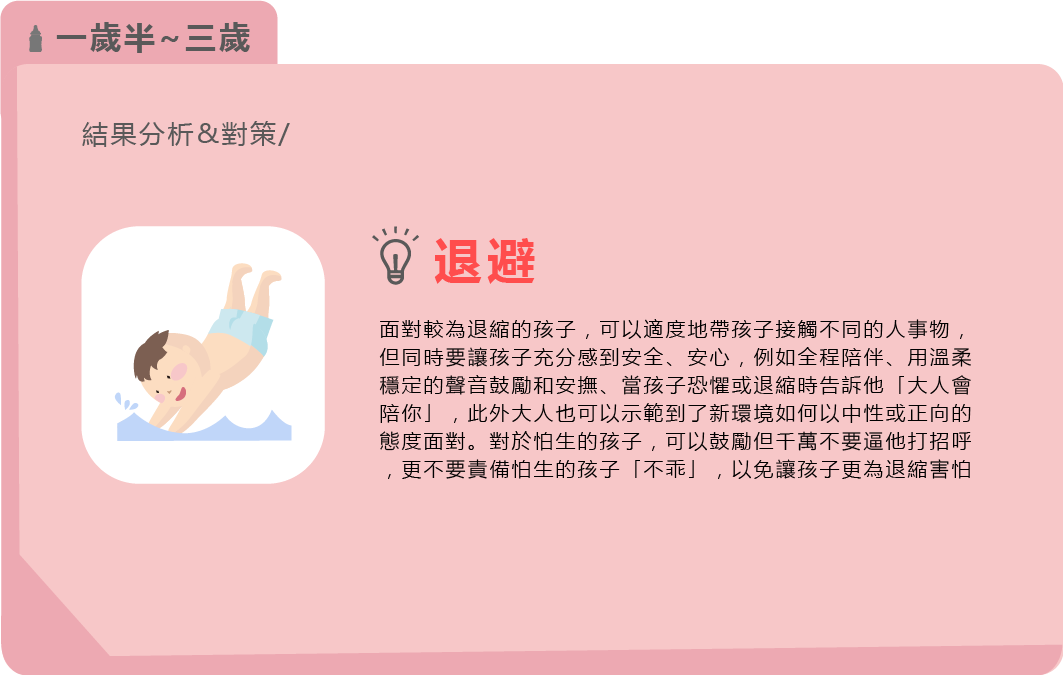 一歲半~三歲
結果分析&對策/
退避
面對較為退縮的孩子，可以適度地帶孩子接觸不同的人事物，
但同時要讓孩子充分感到安全、安心，例如全程陪伴、用溫柔
穩定的聲音鼓勵和安撫、當孩子恐懼或退縮時告訴他「大人會
陪你」，此外大人也可以示範到了新環境如何以中性或正向的
態度面對。對於怕生的孩子，可以鼓勵但千萬不要逼他打招呼
，更不要責備怕生的孩子「不乖」，以免讓孩子更為退縮害怕